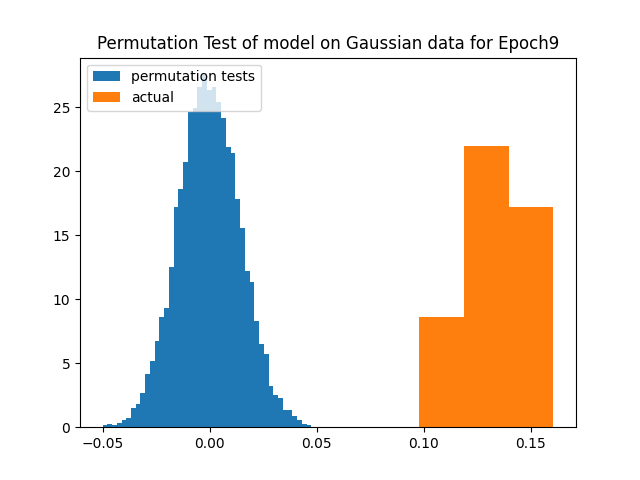 Permutation Test of model on Gaussian data for Epoch9
permutation tests
actual
25
20
15
10
5
0
−0.05 0.00 0.05 0.10 0.15